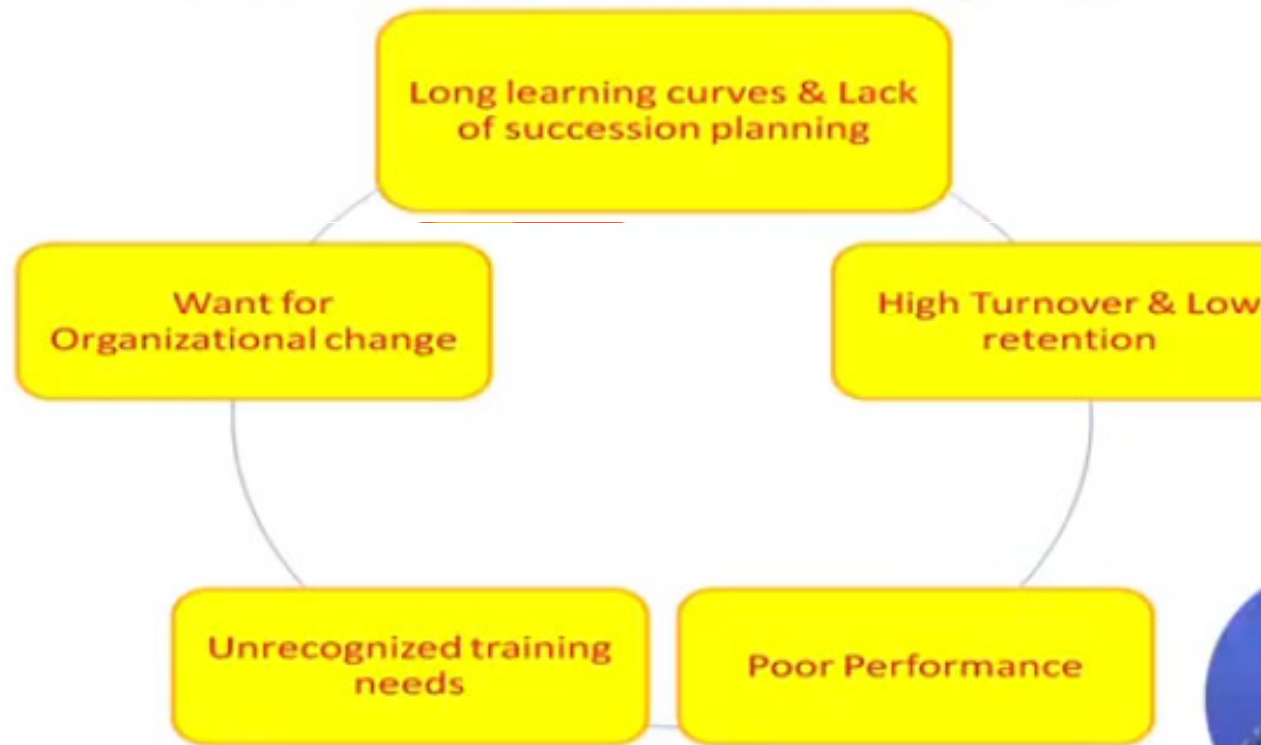 Long learning curves & Lack
of succession planning
Want for
Organizational change
High Turnover & Low
retention
Unrecognized training
needs
Poor Performance